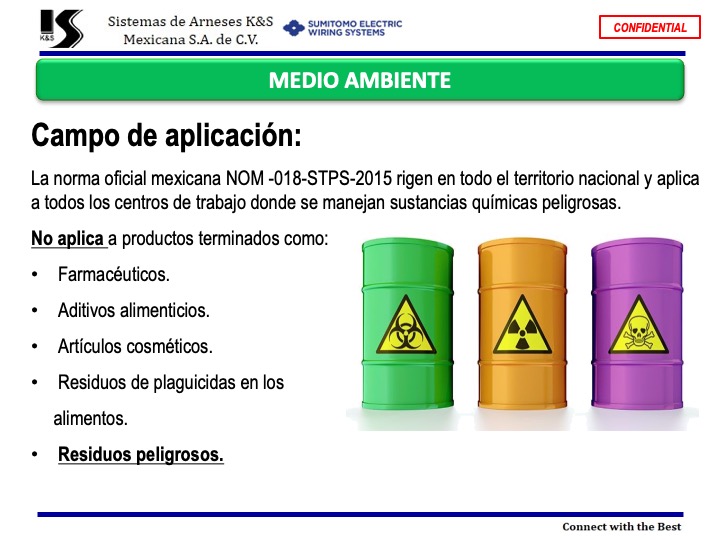 K&S
Sistemas de Arneses K&S
Mexicana S.A. de C.V.
SUMITOMO ELECTRIC
WIRING SYSTEMS
CONFIDENTIAL
MEDIO AMBIENTE
Campo de aplicación:
La norma oficial mexicana NOM -018-STPS-2015 rigen en todo el territorio nacional y aplica
a todos los centros de trabajo donde se manejan sustancias químicas peligrosas.
No aplica a productos terminados como:
• Farmacéuticos.
• Aditivos alimenticios.
• Artículos cosméticos.
• Residuos de plaguicidas en los
alimentos.
• Residuos peligrosos.
Connect with the Best